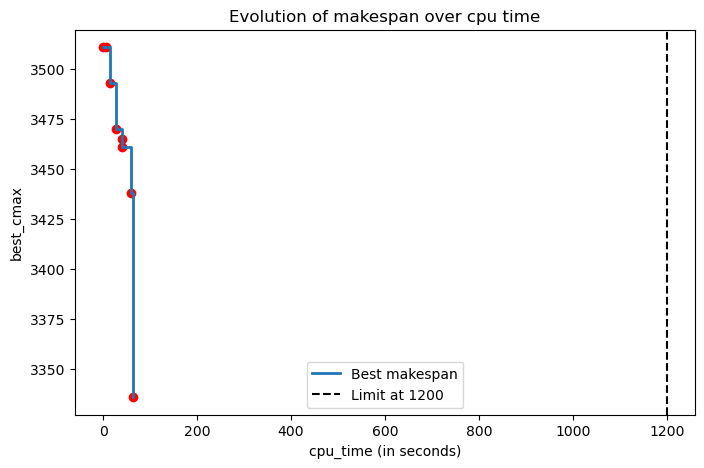 Evolution of makespan over cpu time
best_cmax
3500
3475
3450
3425
3400
3375
3350
0
200
400
600
800
1000
1200
cpu_time (in seconds)
Best makespan
Limit at 1200